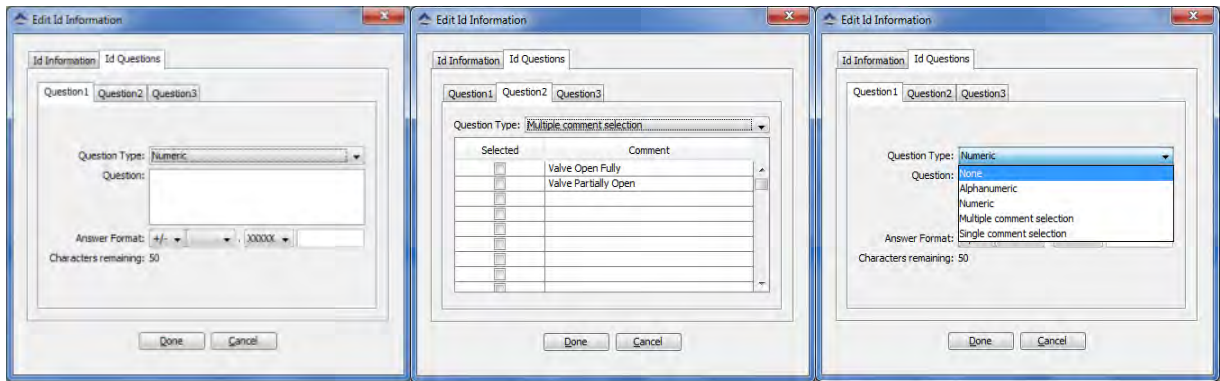 Edit Id Information
Id Information Id Questions
Question1 Question2 Question3
Question Type: Numeric
Question:
Answer Format: +/- . XXXXX
Characters remaining: 50
Done Cancel
Edit Id Information
Id Information Id Questions
Question1 Question2 Question3
Question Type: Multiple comment selection
Selected Comment
Valve Open Fully
Valve Partially Open
Done Cancel
Edit Id Information
Id Information Id Questions
Question1 Question2 Question3
Question Type: Numeric
Question:
None
Alphanumeric
Numeric
Multiple comment selection
Single comment selection
Answer Format:
Characters remaining: 50
Done Cancel